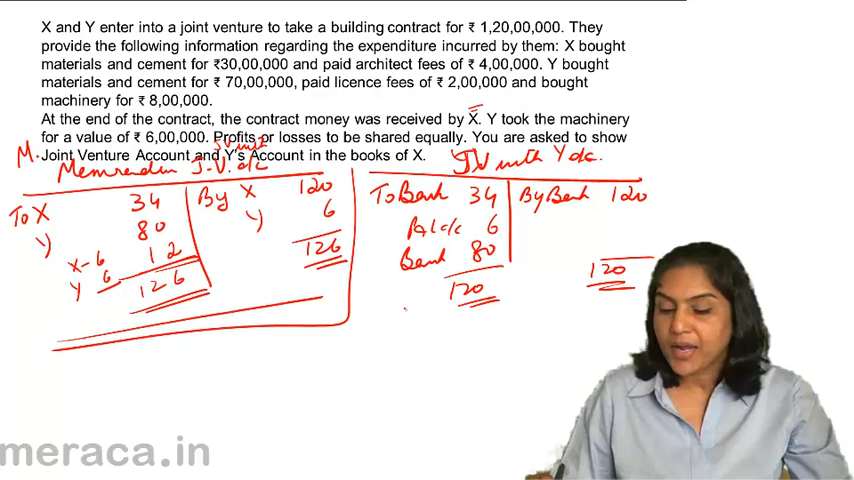 X and Y enter into a joint venture to take a building contract for ₹ 1,20,00,000. They
provide the following information regarding the expenditure incurred by them: X bought
materials and cement for ₹30,00,000 and paid architect fees of ₹ 4,00,000. Y bought
materials and cement for ₹ 70,00,000, paid licence fees of ₹ 2,00,000 and bought
machinery for ₹ 8,00,000.
At the end of the contract, the contract money was received by X. Y took the machinery
for a value of ₹ 6,00,000. Profits or losses to be shared equally. You are asked to show
Joint Venture Account and Y's Account in the books of X.
JV with
M.
J.V. a/c
JV with Y a/c.
To X 34 By X 120
Y 80 Y 6
X-6 12 126
Y 6 126
To Bank 34 By Bank 120
P/L a/c 6
Bank 80
120 120
meraca.in